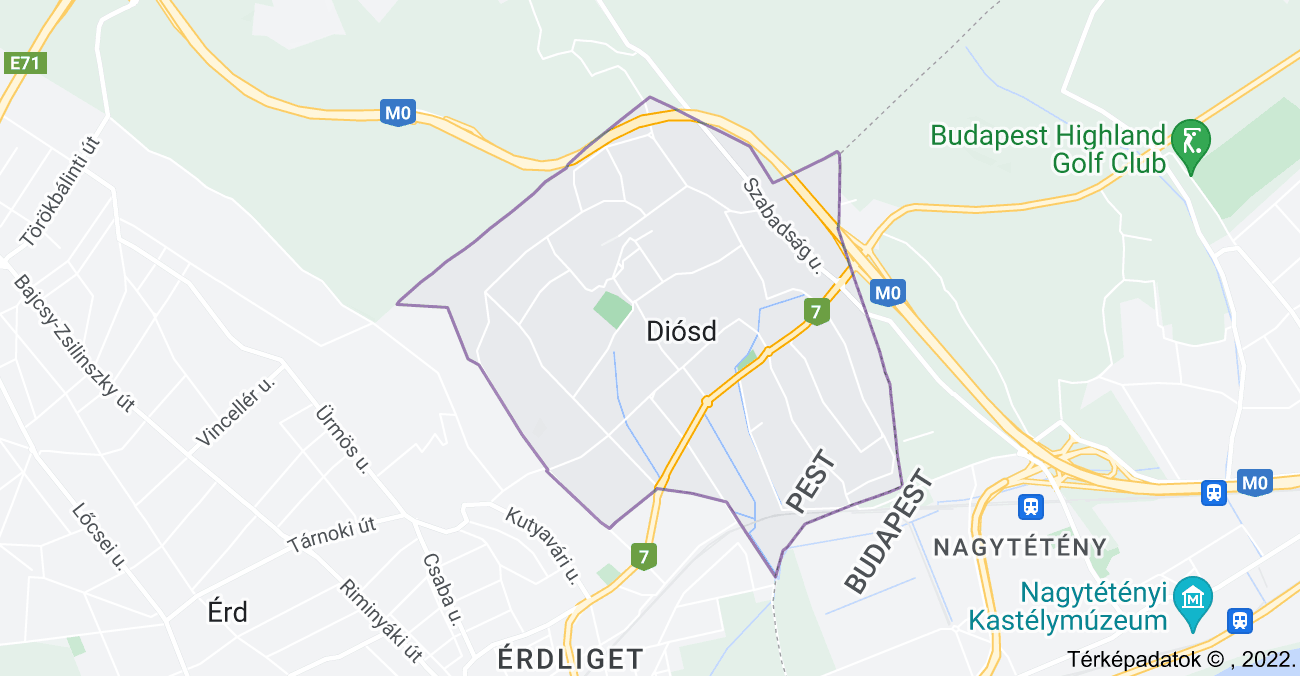 E71
M0
Budapest Highland
Golf Club
Törökbálinti út
Szabadság u.
Bajcsy-Zsilinszky út
M0
7
Diósd
Vincellér u.
Ürmös u.
PEST
BUDAPEST
M0
Lőcsei u.
Tárnoki út
Kutyavári u.
NAGYTÉTÉNY
7
Csaba u.
Riminyáki út
Nagytétényi
Kastélymúzeum
Érd
ÉRDLIGET
Térképadatok © , 2022.